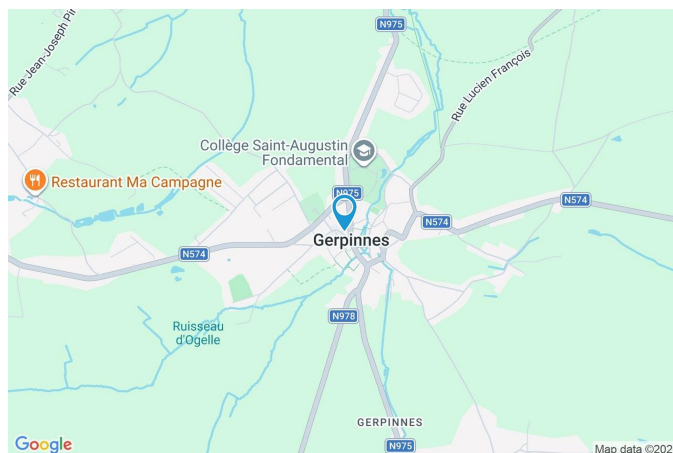 N975
Rue Jean-Joseph Pir
Rue Lucien François
Collège Saint-Augustin
Fondamental
Restaurant Ma Campagne
N975
N574
N574
N574
Gerpinnes
N978
Ruisseau
d'Ogelle
GERPINNES
N975
Google
Map data ©202